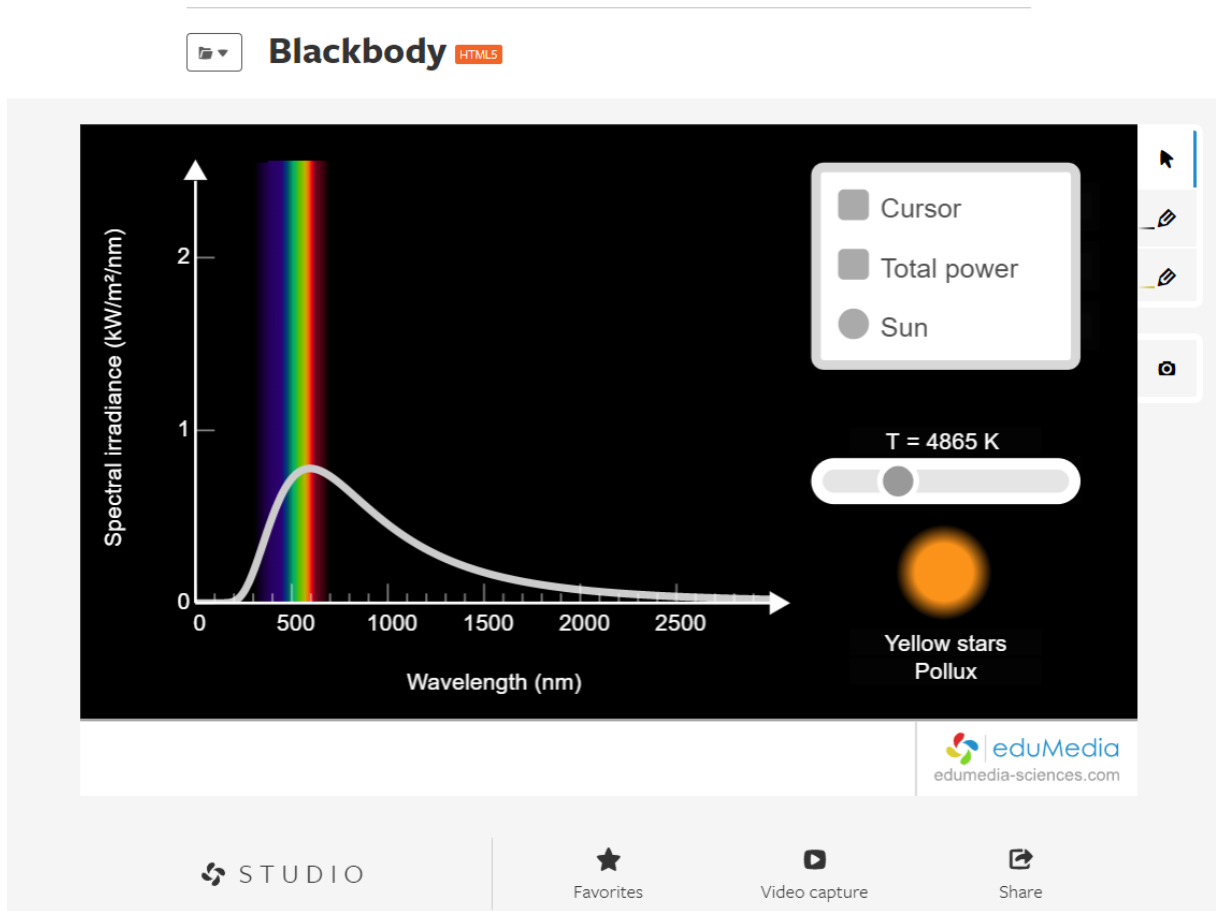 Blackbody HTML5
Spectral irradiance (kW/m²/nm)
2
1
0
0 500 1000 1500 2000 2500
Wavelength (nm)
Cursor
Total power
Sun
T = 4865 K
Yellow stars
Pollux
eduMedia
edumedia-sciences.com
STUDIO
Favorites
Video capture
Share